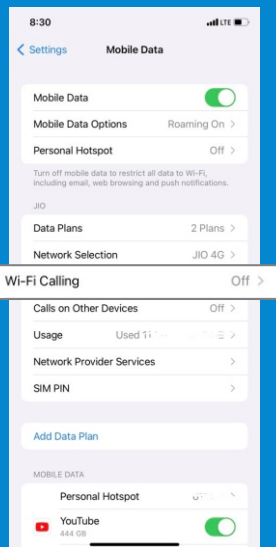 8:30
LTE
Settings
Mobile Data
Mobile Data
Mobile Data Options Roaming On
Personal Hotspot Off
Turn off mobile data to restrict all data to Wi-Fi,
including email, web browsing and push notifications.
JIO
Data Plans 2 Plans
Network Selection JIO 4G
Wi-Fi Calling Off
Calls on Other Devices Off
Usage Used
Network Provider Services
SIM PIN
Add Data Plan
MOBILE DATA
Personal Hotspot
YouTube
444 GB